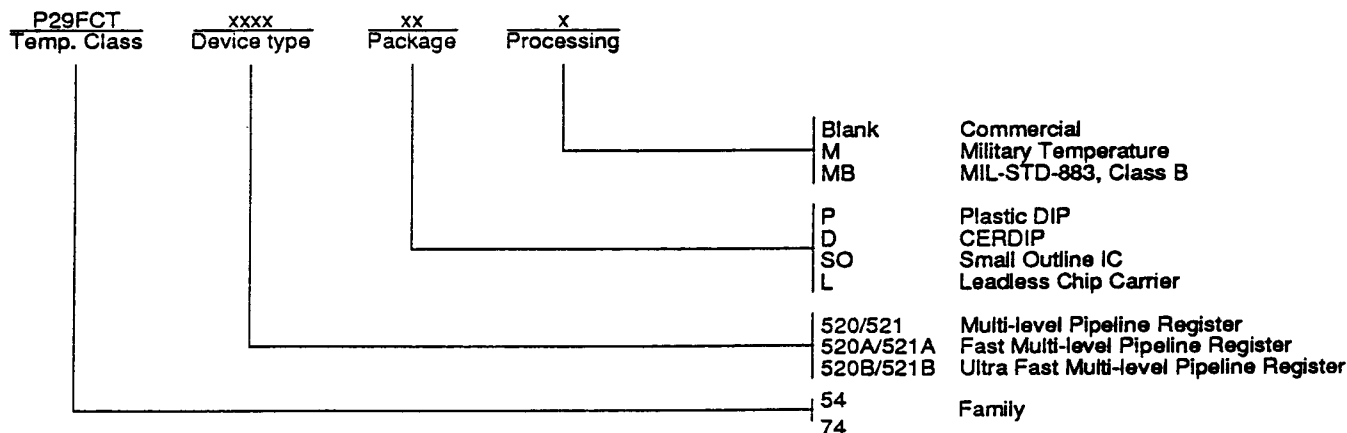 P29FCT xxxx xx x
Temp. Class Device type Package Processing
Blank Commercial
M Military Temperature
MB MIL-STD-883, Class B
P Plastic DIP
D CERDIP
SO Small Outline IC
L Leadless Chip Carrier
520/521 Multi-level Pipeline Register
520A/521A Fast Multi-level Pipeline Register
520B/521B Ultra Fast Multi-level Pipeline Register
54 Family
74